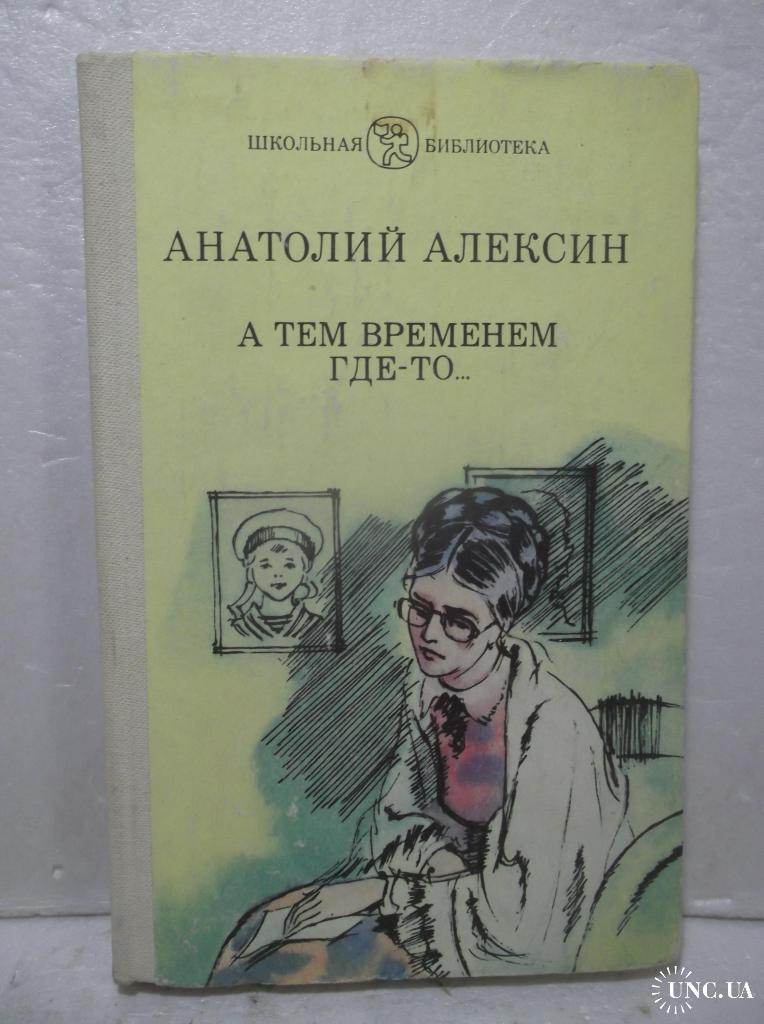 ШКОЛЬНАЯ БИБЛИОТЕКА
АНАТОЛИЙ АЛЕКСИН
А ТЕМ ВРЕМЕНЕМ
ГДЕ-ТО...
UNC.UA